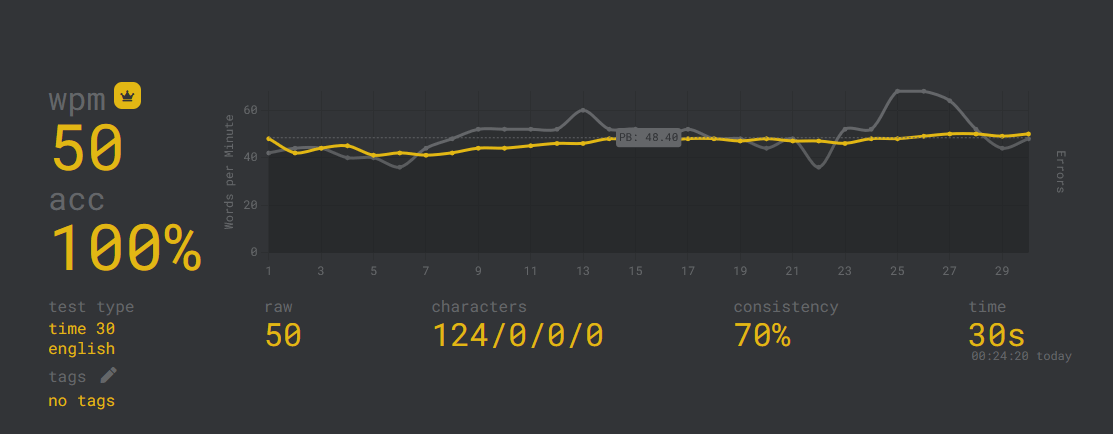 wpm
50
acc
100%
Words per Minute
60
40
20
0
PB: 48.40
1 3 5 7 9 11 13 15 17 19 21 23 25 27 29
Errors
test type
time 30
english
tags
no tags
raw
50
characters
124/0/0/0
consistency
70%
time
30s
00:24:20 today